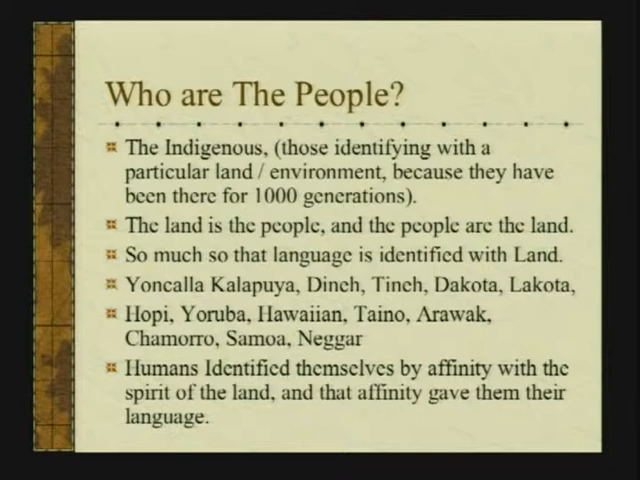 Who are The People?
The Indigenous, (those identifying with a
particular land / environment, because they have
been there for 1000 generations).
The land is the people, and the people are the land.
So much so that language is identified with Land.
Yoncalla Kalapuya, Dineh, Tineh, Dakota, Lakota,
Hopi, Yoruba, Hawaiian, Taino, Arawak,
Chamorro, Samoa, Neggar
Humans Identified themselves by affinity with the
spirit of the land, and that affinity gave them their
language.